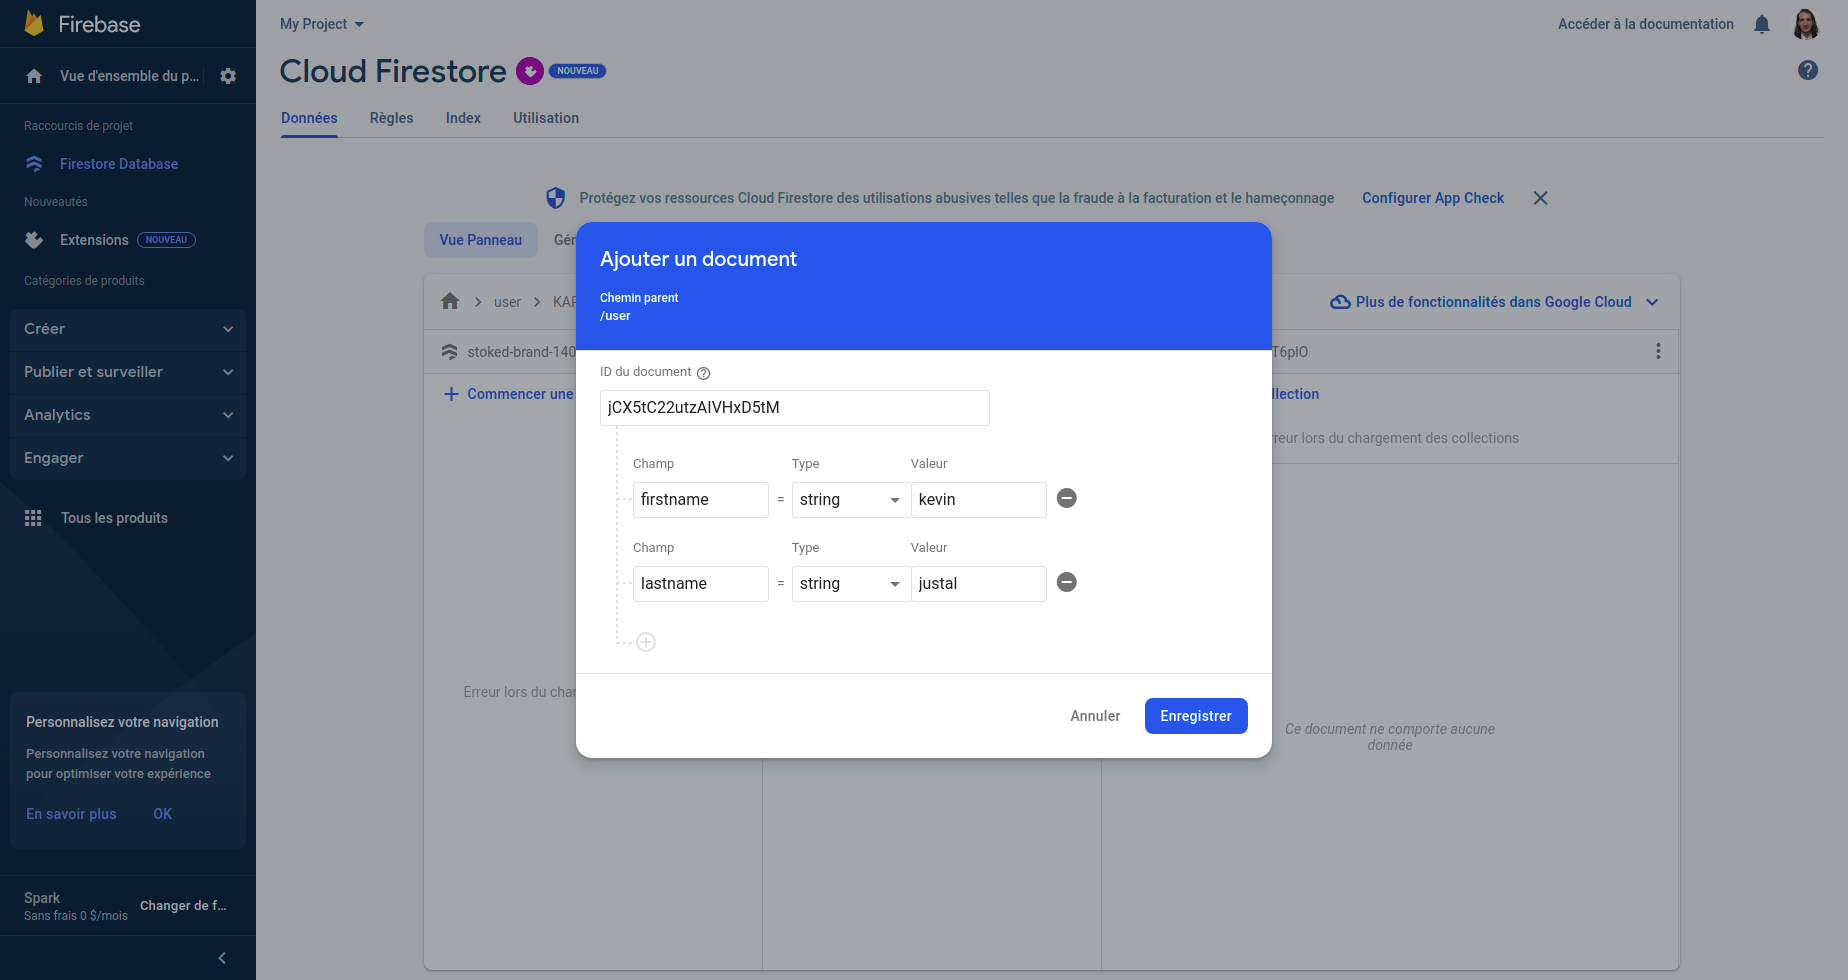 Firebase
Vue d'ensemble du p...
Raccourcis de projet
Firestore Database
Nouveautés
Extensions NOUVEAU
Catégories de produits
Créer
Publier et surveiller
Analytics
Engager
Tous les produits
Personnalisez votre navigation
Personnalisez votre navigation
pour optimiser votre expérience
En savoir plus OK
Spark
Sans frais 0 $/mois
Changer de f...
My Project
Accéder à la documentation
Cloud Firestore NOUVEAU
Données Règles Index Utilisation
Protégez vos ressources Cloud Firestore des utilisations abusives telles que la fraude à la facturation et le hameçonnage Configurer App Check
Vue Panneau Gén
user KAP
Plus de fonctionnalités dans Google Cloud
stoked-brand-140
T6pIO
Commencer une
llection
rreur lors du chargement des collections
Erreur lors du char
Ce document ne comporte aucune
donnée
Ajouter un document
Chemin parent
/user
ID du document
jCX5tC22utzAIVHxD5tM
Champ Type Valeur
firstname = string kevin
Champ Type Valeur
lastname = string justal
Annuler Enregistrer